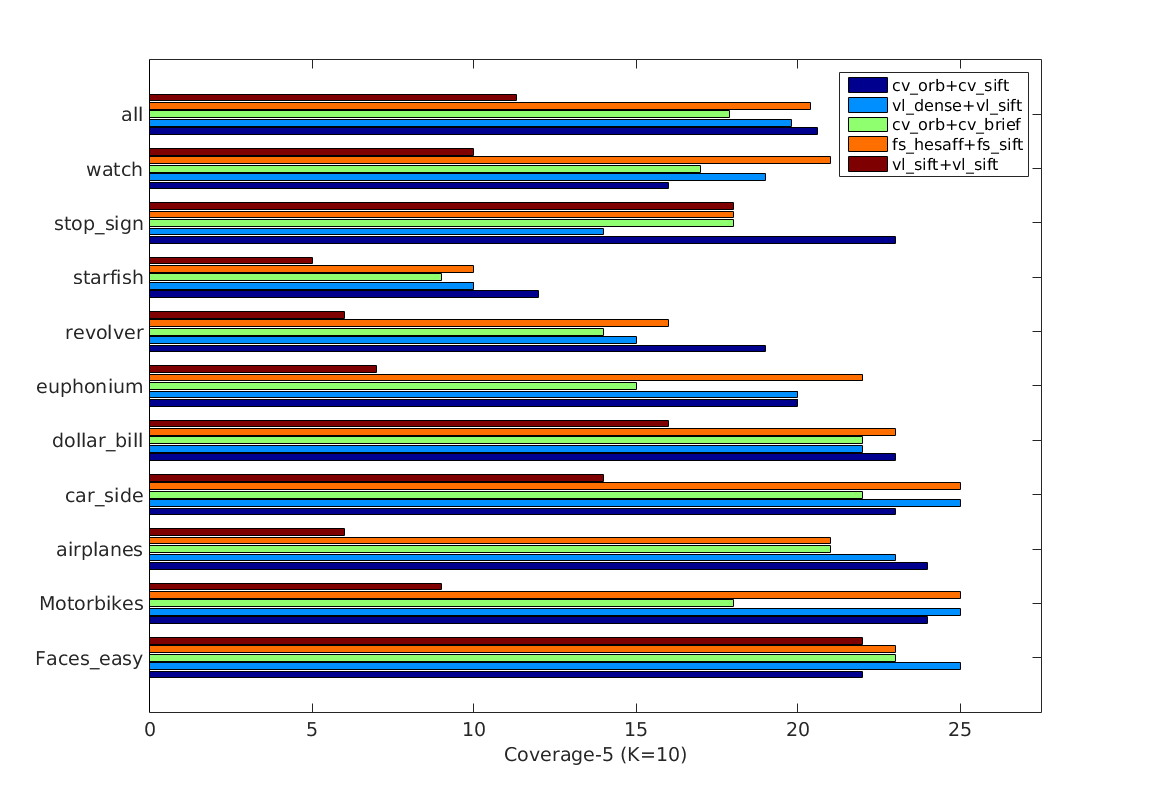 cv_orb+cv_sift
vl_dense+vl_sift
cv_orb+cv_brief
fs_hesaff+fs_sift
vl_sift+vl_sift
all
watch
stop_sign
starfish
revolver
euphonium
dollar_bill
car_side
airplanes
Motorbikes
Faces_easy
0 5 10 15 20 25
Coverage-5 (K=10)